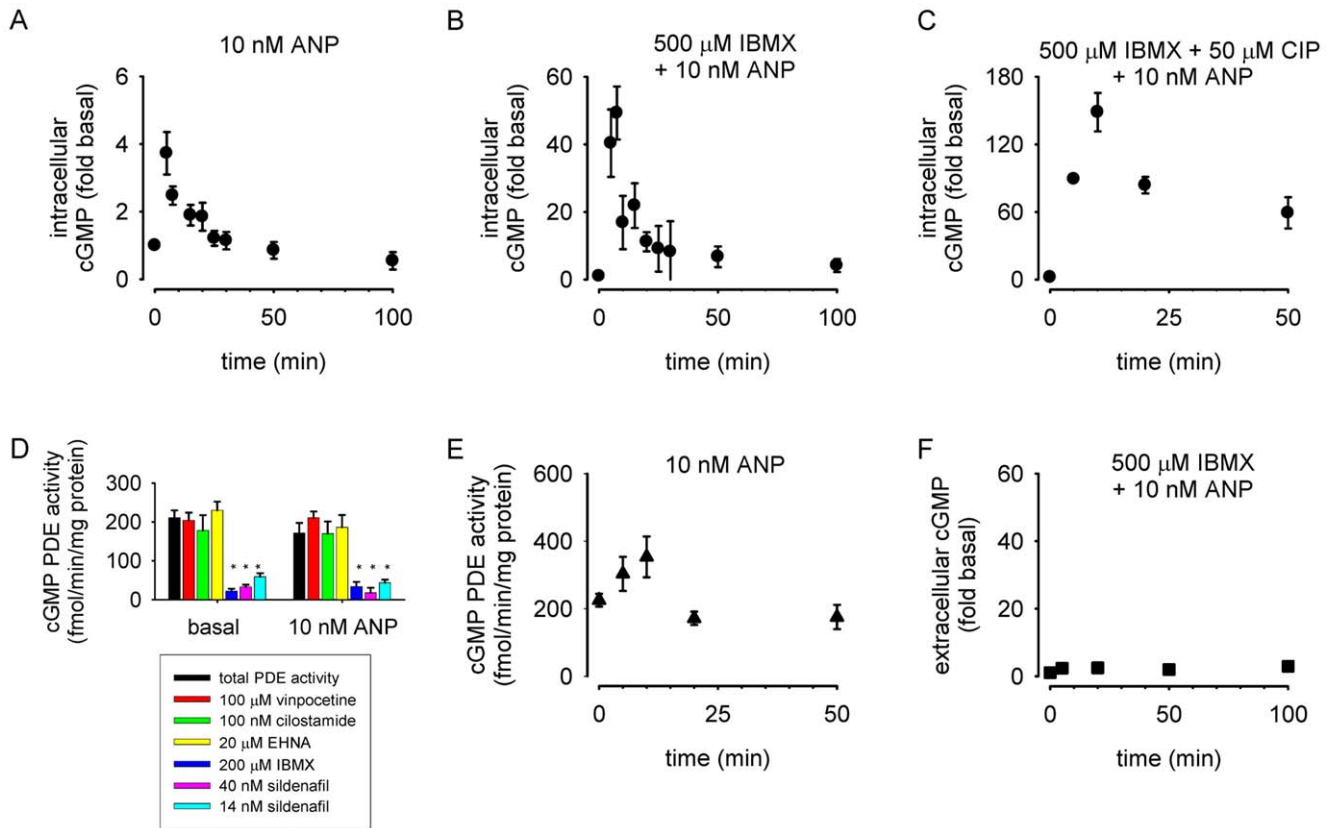 A
10 nM ANP
intracellular
cGMP (fold basal)
6
4
2
0
0
50
100
time (min)
B
500 μM IBMX
+ 10 nM ANP
intracellular
cGMP (fold basal)
60
40
20
0
0
50
100
time (min)
C
500 μM IBMX + 50 μM CIP
+ 10 nM ANP
intracellular
cGMP (fold basal)
180
120
60
0
0
25
50
time (min)
D
cGMP PDE activity
(fmol/min/mg protein)
300
200
100
0
* * *
* * *
basal
10 nM ANP
total PDE activity
100 μM vinpocetine
100 nM cilostamide
20 μM EHNA
200 μM IBMX
40 nM sildenafil
14 nM sildenafil
E
10 nM ANP
cGMP PDE activity
(fmol/min/mg protein)
600
400
200
0
0
25
50
time (min)
F
500 μM IBMX
+ 10 nM ANP
extracellular cGMP
(fold basal)
60
40
20
0
0
50
100
time (min)